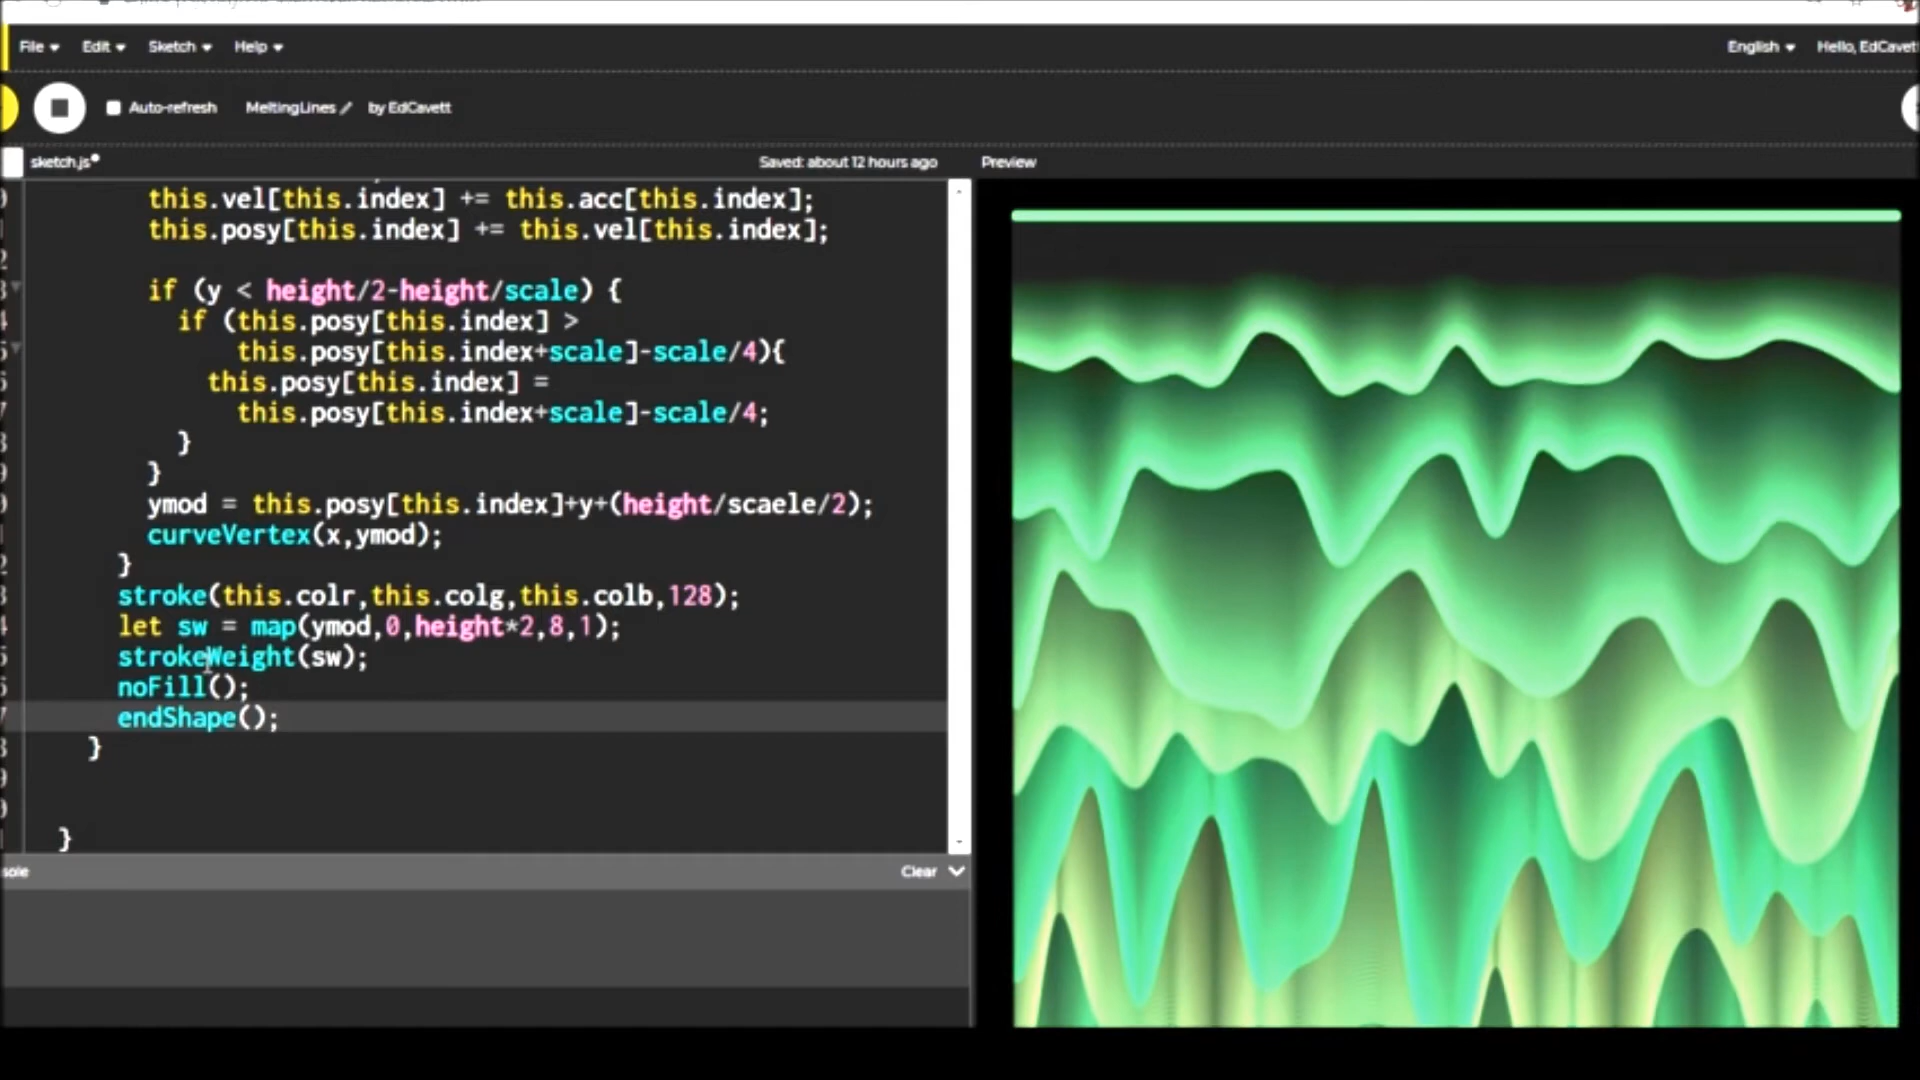 File Edit Sketch Help English Hello, EdCavett
Auto-refresh MeltingLines by EdCavett
sketch.js Saved: about 12 hours ago Preview
this.vel[this.index] += this.acc[this.index];
this.posy[this.index] += this.vel[this.index];
if (y < height/2-height/scale) {
if (this.posy[this.index] >
this.posy[this.index+scale]-scale/4){
this.posy[this.index] =
this.posy[this.index+scale]-scale/4;
}
}
ymod = this.posy[this.index]+y+(height/scaele/2);
curveVertex(x,ymod);
}
stroke(this.colr,this.colg,this.colb,128);
let sw = map(ymod,0,height*2,8,1);
strokeWeight(sw);
noFill();
endShape();
}
}
sole Clear